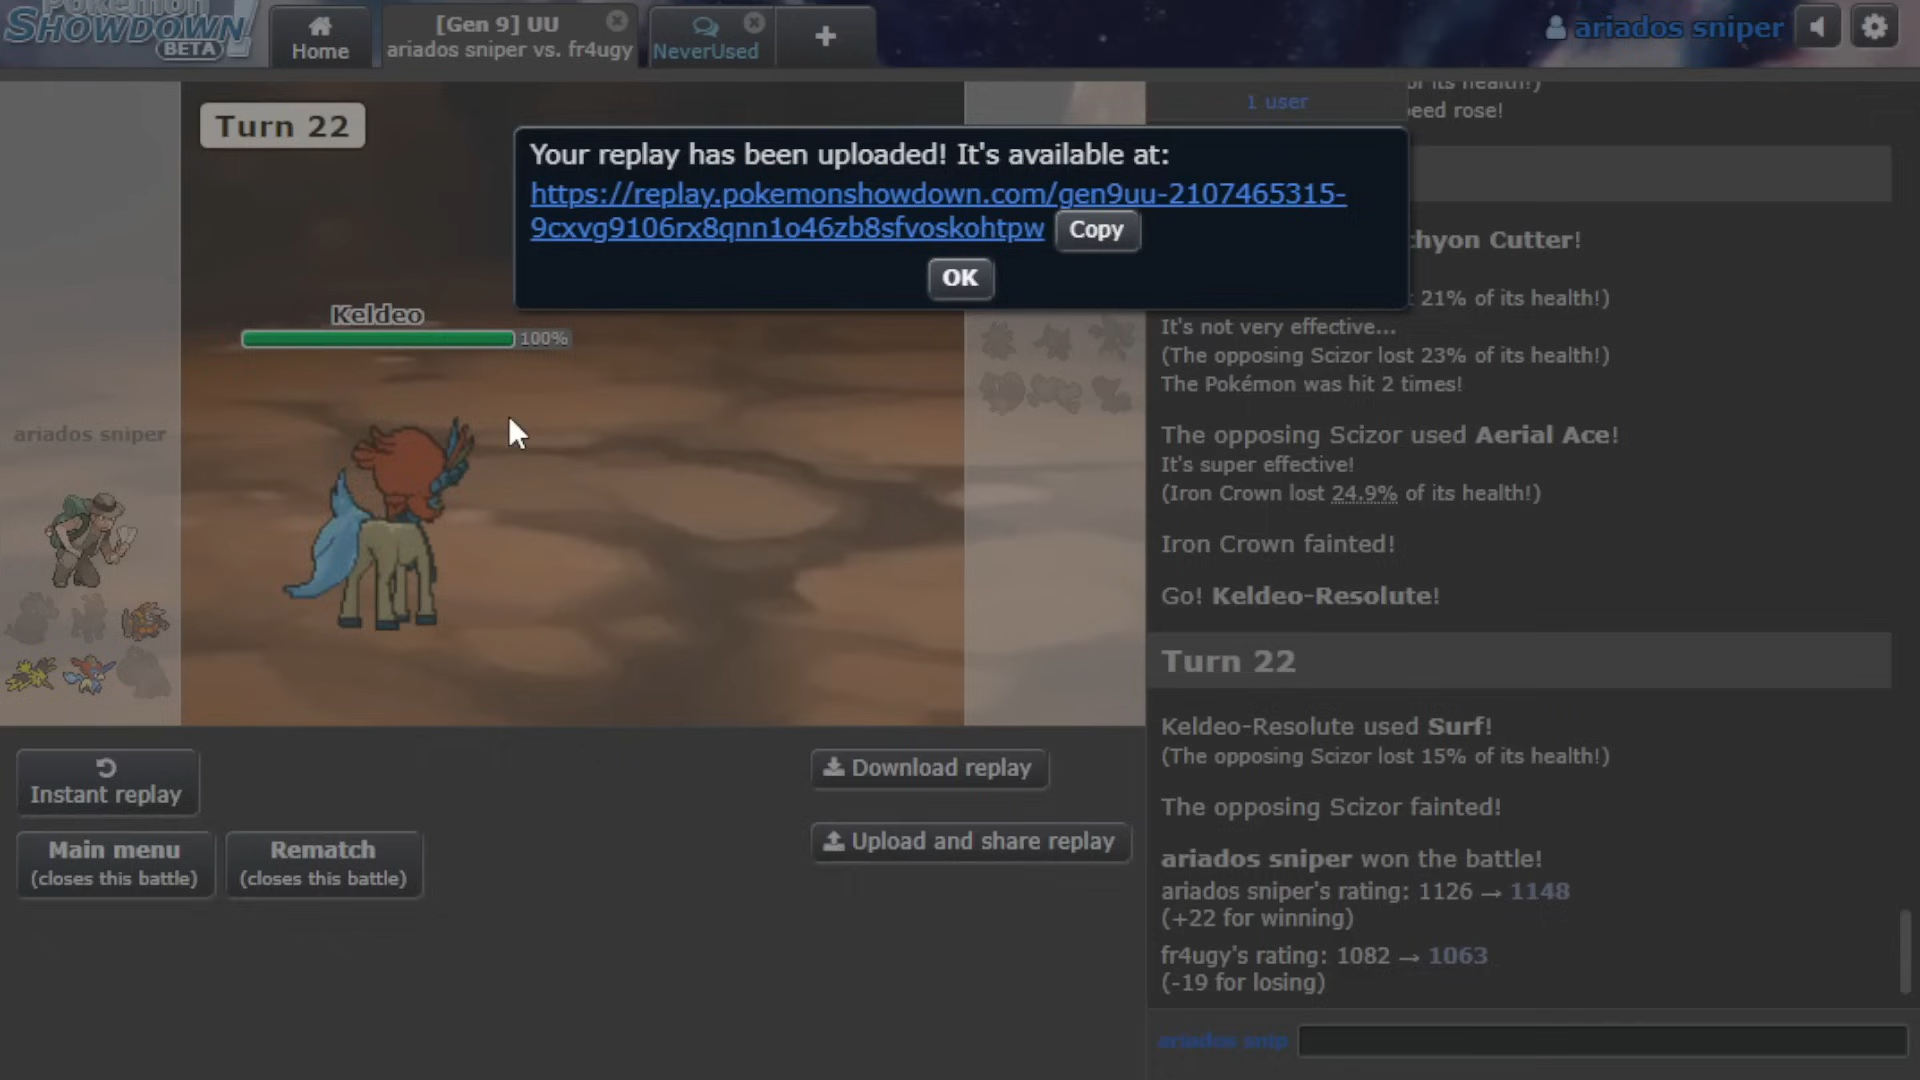 Pokémon
SHOWDOWN!
BETA
Home
[Gen 9] UU
ariados sniper vs. fr4ugy
NeverUsed
+
ariados sniper
Turn 22
1 user
or its health!)
eed rose!
Your replay has been uploaded! It's available at:
https://replay.pokemonshowdown.com/gen9uu-2107465315-
9cxvg9106rx8qnn1o46zb8sfvoskohtpw Copy
OK
chyon Cutter!
21% of its health!)
It's not very effective...
(The opposing Scizor lost 23% of its health!)
The Pokémon was hit 2 times!
Keldeo
100%
ariados sniper
The opposing Scizor used Aerial Ace!
It's super effective!
(Iron Crown lost 24.9% of its health!)
Iron Crown fainted!
Go! Keldeo-Resolute!
Turn 22
Keldeo-Resolute used Surf!
(The opposing Scizor lost 15% of its health!)
The opposing Scizor fainted!
ariados sniper won the battle!
ariados sniper's rating: 1126 → 1148
(+22 for winning)
fr4ugy's rating: 1082 → 1063
(-19 for losing)
Instant replay
Download replay
Upload and share replay
Main menu
(closes this battle)
Rematch
(closes this battle)
ariados snip